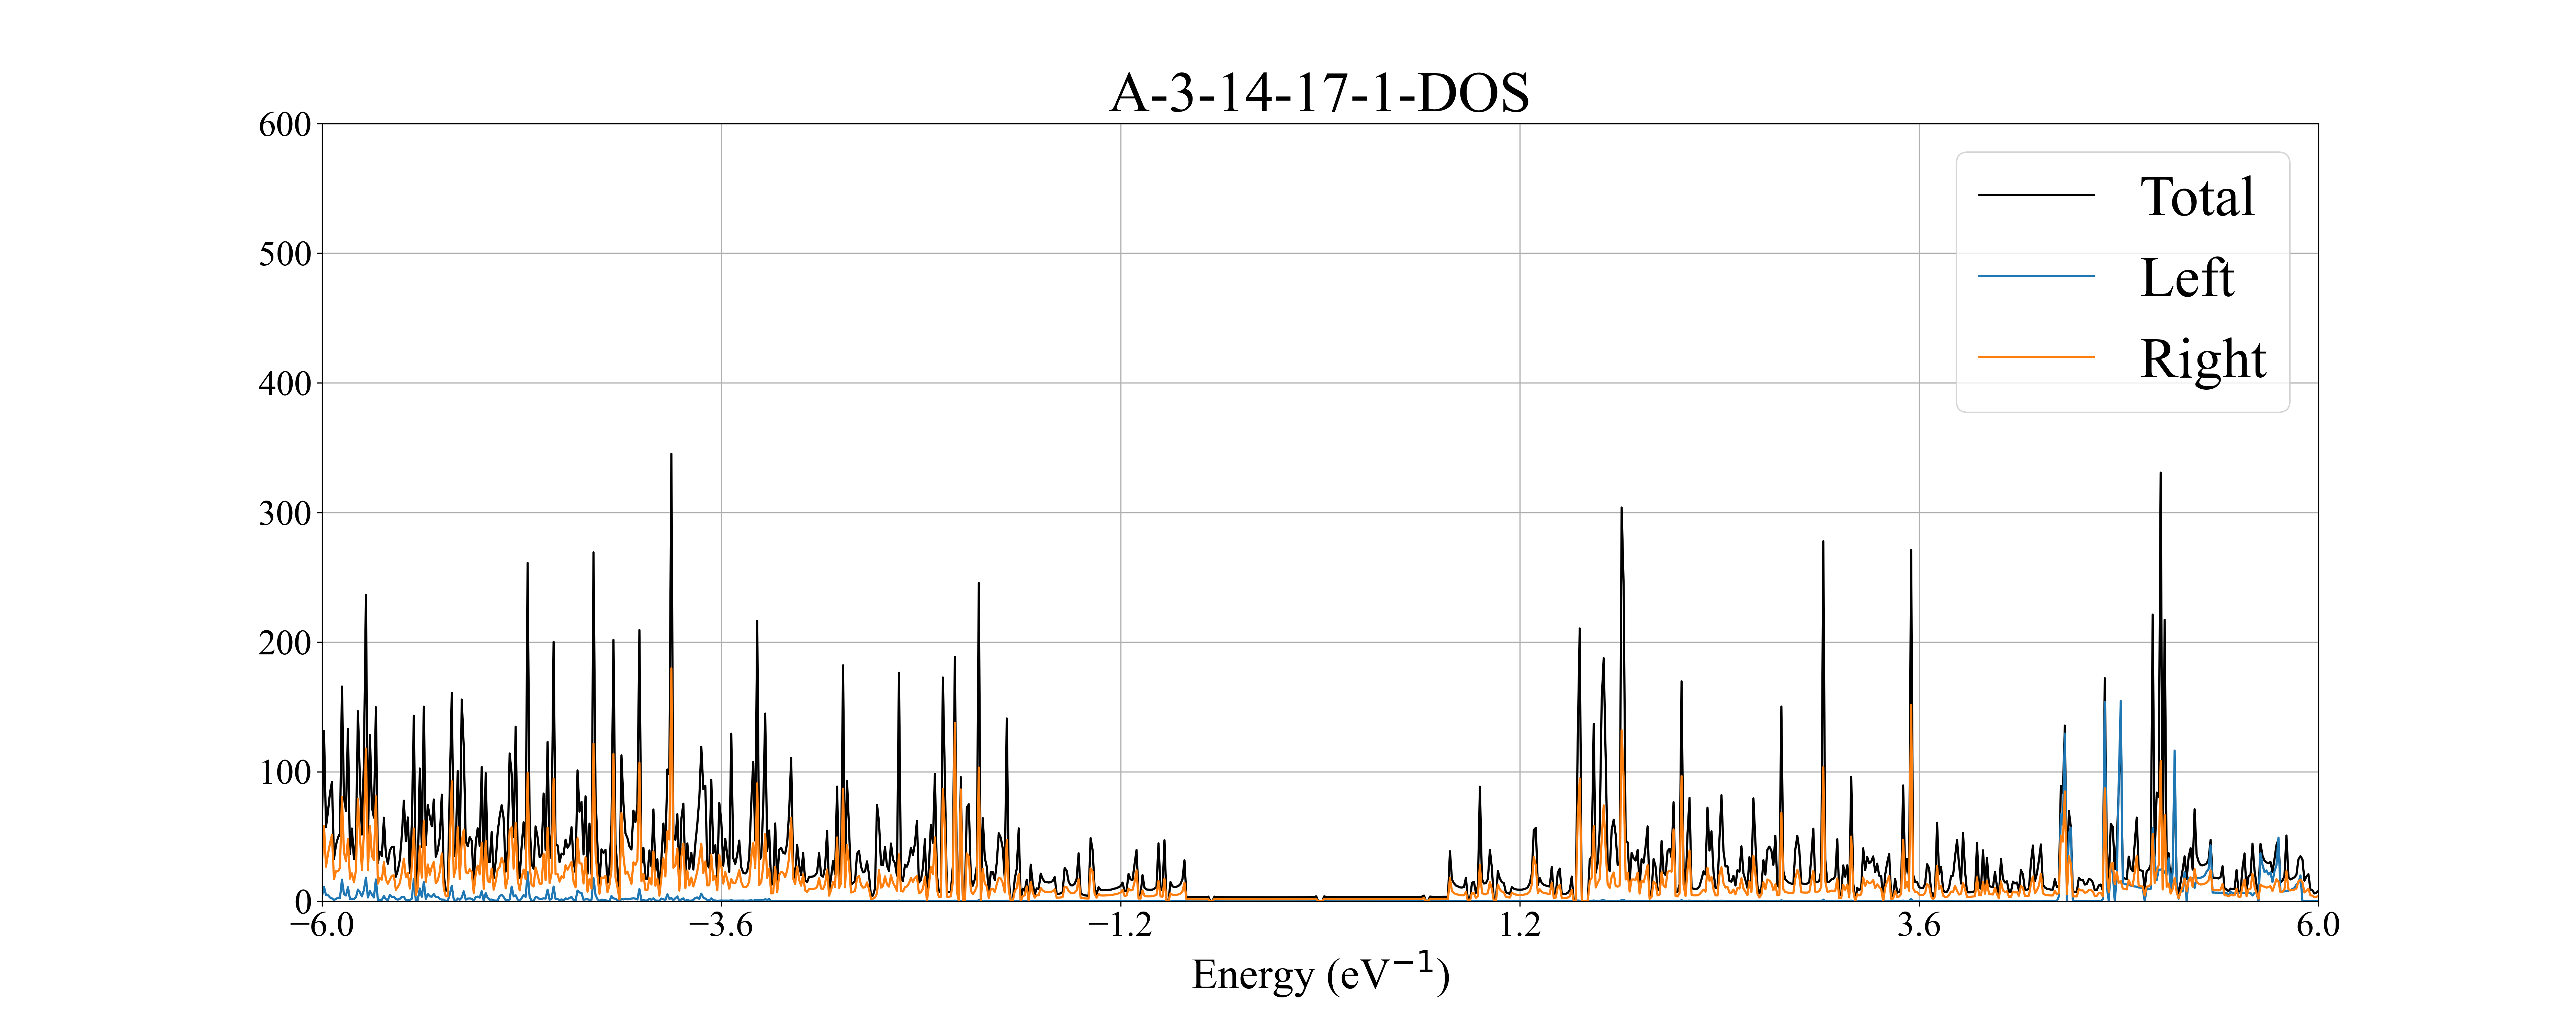 A-3-14-17-1-DOS
600
500
400
300
200
100
0
Total
Left
Right
−6.0
−3.6
−1.2
1.2
3.6
6.0
Energy (eV⁻¹)